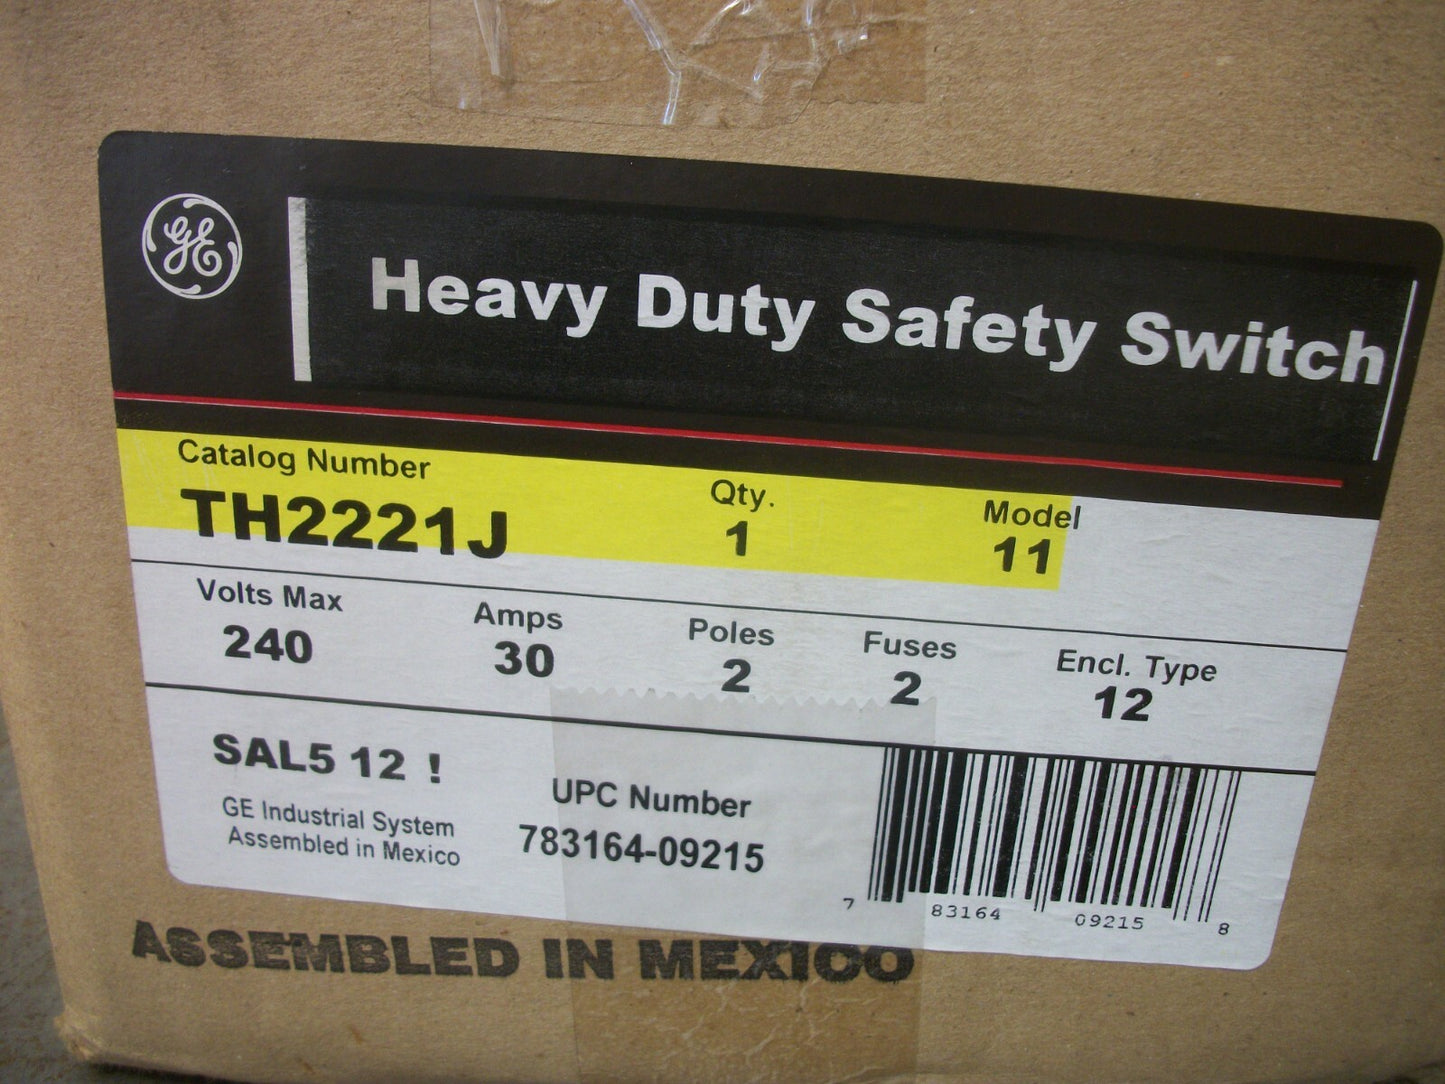 GE
Heavy Duty Safety Switch
Catalog Number Qty. Model
TH2221J 1 11
Volts Max Amps Poles Fuses Encl. Type
240 30 2 2 12
SAL5 12 !
GE Industrial System
Assembled in Mexico
UPC Number
783164-09215
7 83164 09215 8
ASSEMBLED IN MEXICO